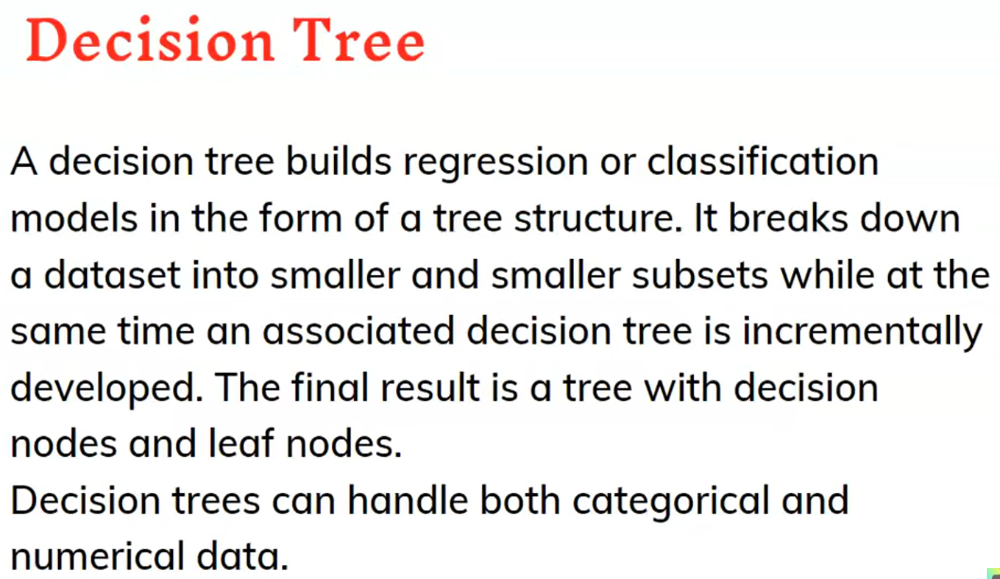 Decision Tree
A decision tree builds regression or classification
models in the form of a tree structure. It breaks down
a dataset into smaller and smaller subsets while at the
same time an associated decision tree is incrementally
developed. The final result is a tree with decision
nodes and leaf nodes.
Decision trees can handle both categorical and
numerical data.